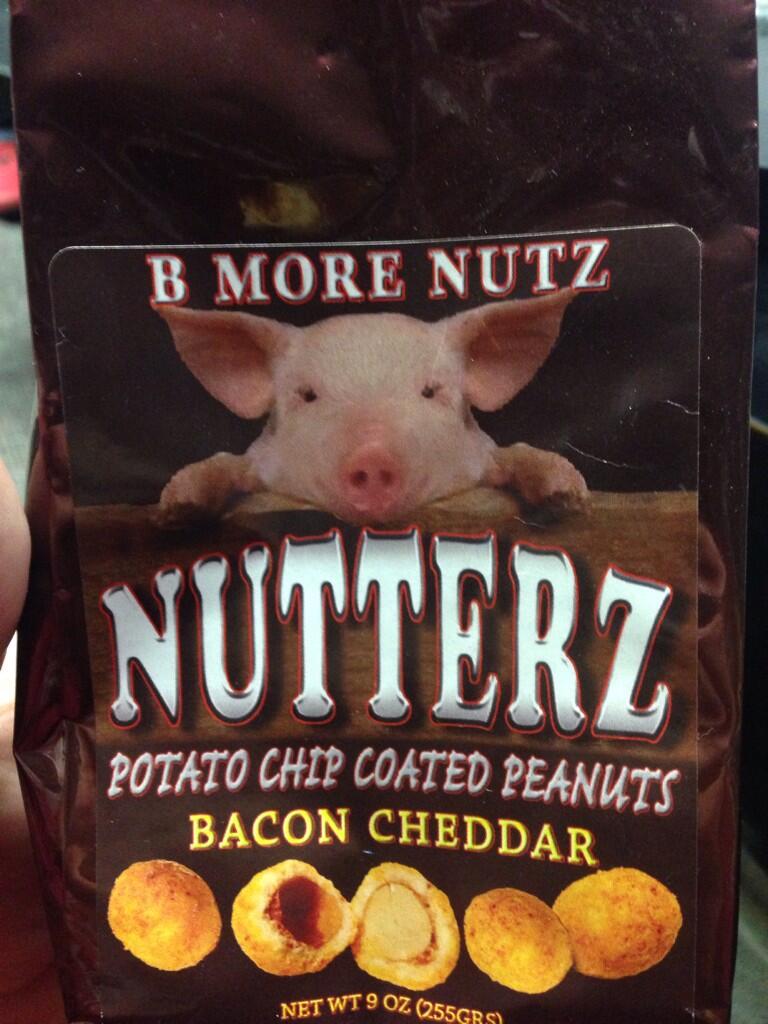 B MORE NUTZ
NUTTERZ
POTATO CHIP COATED PEANUTS
BACON CHEDDAR
NET WT 9 OZ (255GRS)